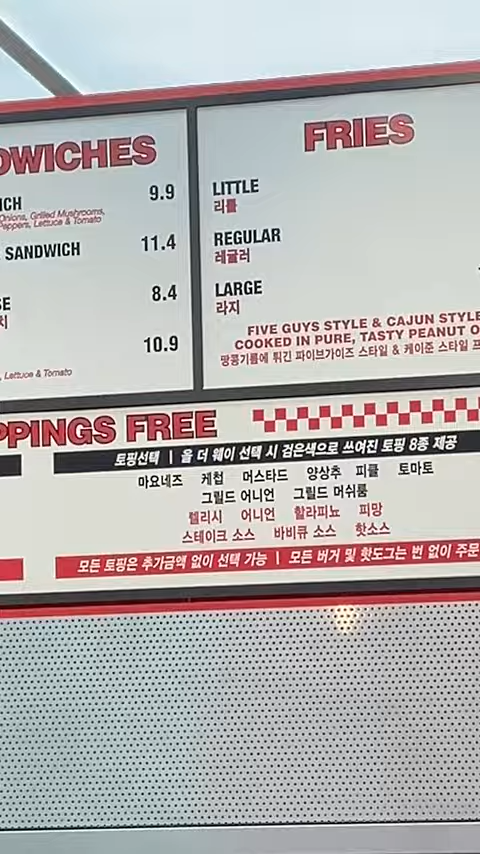 DWICHES
ICH 9.9
Onions, Grilled Mushrooms,
Peppers, Lettuce & Tomato
SANDWICH 11.4
SE 8.4
치
10.9
, Lettuce & Tomato
FRIES
LITTLE
리틀
REGULAR
레귤러
LARGE
라지
FIVE GUYS STYLE & CAJUN STYLE
COOKED IN PURE, TASTY PEANUT O
땅콩기름에 튀긴 파이브가이즈 스타일 & 케이준 스타일 프
PPINGS FREE
토핑선택 | 올 더 웨이 선택 시 검은색으로 쓰여진 토핑 8종 제공
마요네즈 케첩 머스타드 양상추 피클 토마토
그릴드 어니언 그릴드 머쉬룸
렐리시 어니언 할라피뇨 피망
스테이크 소스 바비큐 소스 핫소스
모든 토핑은 추가금액 없이 선택 가능 | 모든 버거 및 핫도그는 번 없이 주문